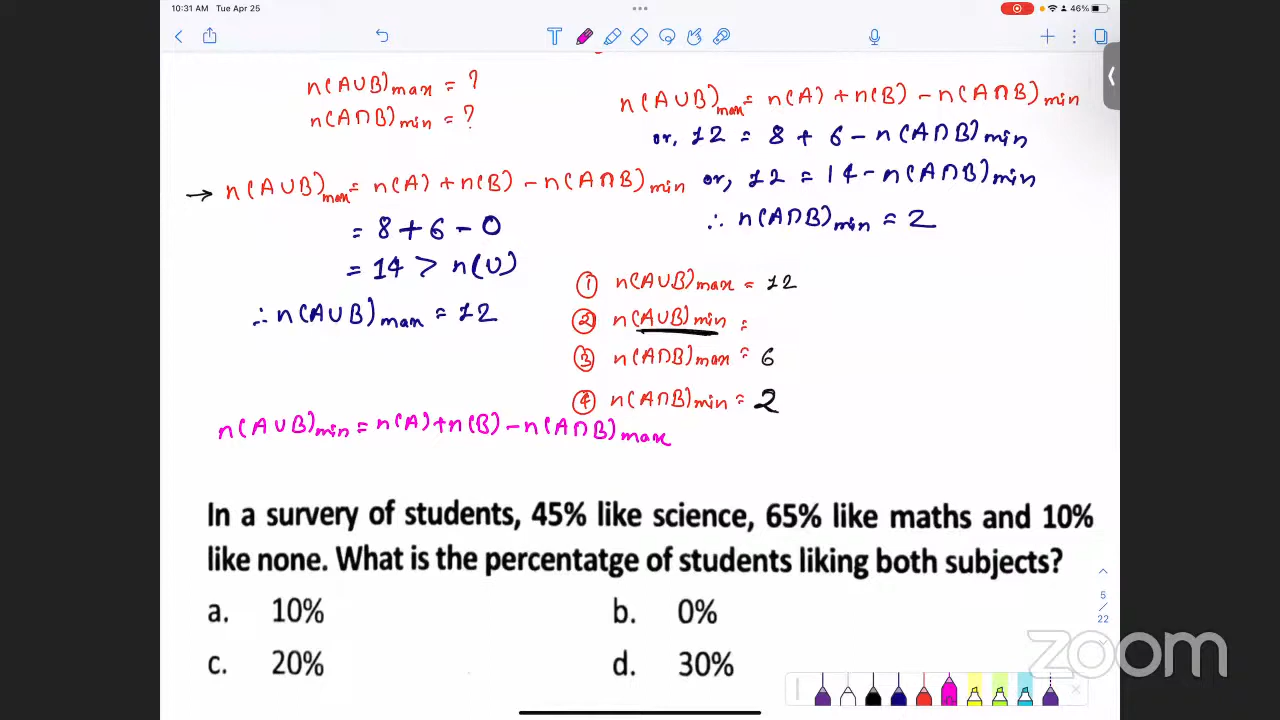 10:31 AM Tue Apr 25
46%
n(A∪B)max = ?
n(A∩B)min = ?
→ n(A∪B)max = n(A) + n(B) - n(A∩B)min
= 8 + 6 - 0
= 14 > n(U)
∴ n(A∪B)max = 12
n(A∪B)max = n(A) + n(B) - n(A∩B)min
or, 12 = 8 + 6 - n(A∩B)min
or, 12 = 14 - n(A∩B)min
∴ n(A∩B)min = 2
① n(A∪B)max = 12
② n(A∪B)min =
③ n(A∩B)max = 6
④ n(A∩B)min = 2
n(A∪B)min = n(A) + n(B) - n(A∩B)max
In a survery of students, 45% like science, 65% like maths and 10%
like none. What is the percentatge of students liking both subjects?
a. 10% b. 0%
c. 20% d. 30%
5
/
22
zoom